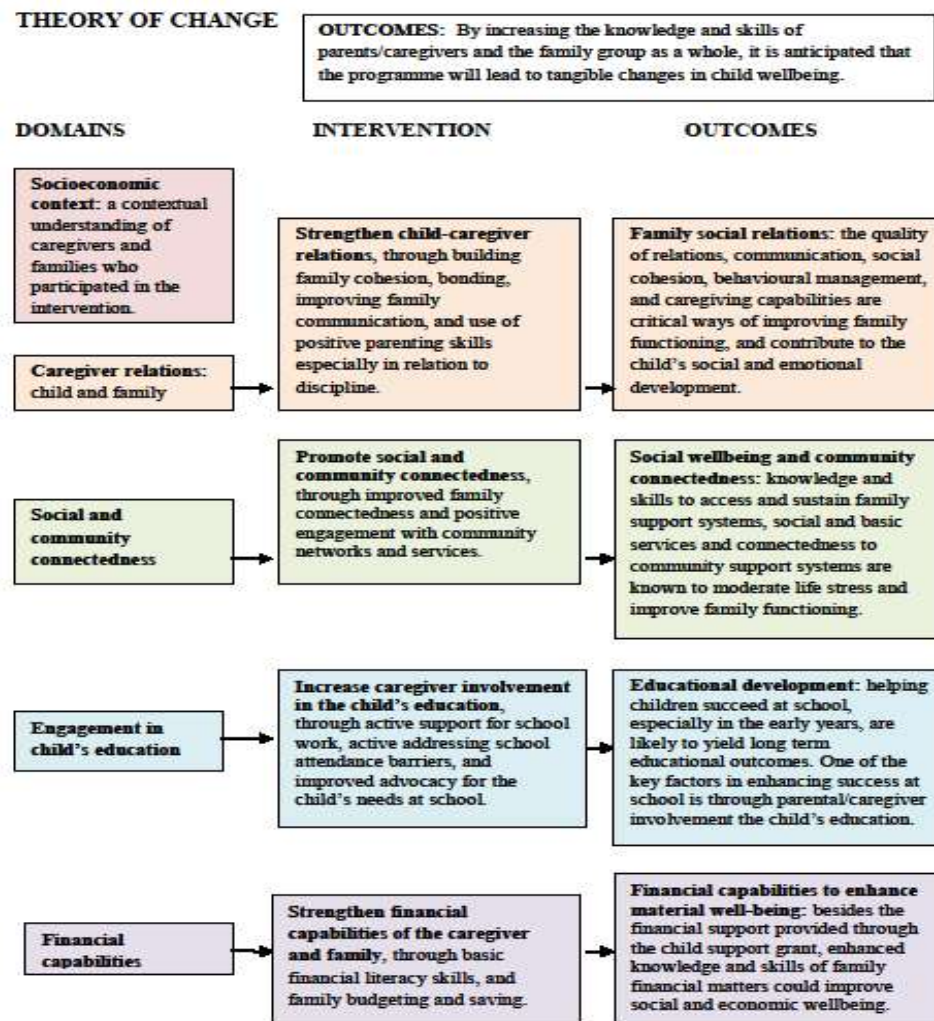 THEORY OF CHANGE
OUTCOMES: By increasing the knowledge and skills of
parents/caregivers and the family group as a whole, it is anticipated that
the programme will lead to tangible changes in child wellbeing.
DOMAINS
INTERVENTION
OUTCOMES
Socioeconomic
context: a contextual
understanding of
caregivers and
families who
participated in the
intervention.
Caregiver relations:
child and family
Strengthen child-caregiver
relations, through building
family cohesion, bonding,
improving family
communication, and use of
positive parenting skills
especially in relation to
discipline.
Family social relations: the quality
of relations, communication, social
cohesion, behavioural management,
and caregiving capabilities are
critical ways of improving family
functioning, and contribute to the
child's social and emotional
development.
Social and
community
connectedness
Promote social and
community connectedness,
through improved family
connectedness and positive
engagement with community
networks and services.
Social wellbeing and community
connectedness: knowledge and
skills to access and sustain family
support systems, social and basic
services and connectedness to
community support systems are
known to moderate life stress and
improve family functioning.
Engagement in
child's education
Increase caregiver involvement
in the child's education,
through active support for school
work, active addressing school
attendance barriers, and
improved advocacy for the
child's needs at school.
Educational development: helping
children succeed at school,
especially in the early years, are
likely to yield long term
educational outcomes. One of the
key factors in enhancing success at
school is through parental/caregiver
involvement the child's education.
Financial
capabilities
Strengthen financial
capabilities of the caregiver
and family, through basic
financial literacy skills, and
family budgeting and saving.
Financial capabilities to enhance
material well-being: besides the
financial support provided through
the child support grant, enhanced
knowledge and skills of family
financial matters could improve
social and economic wellbeing.